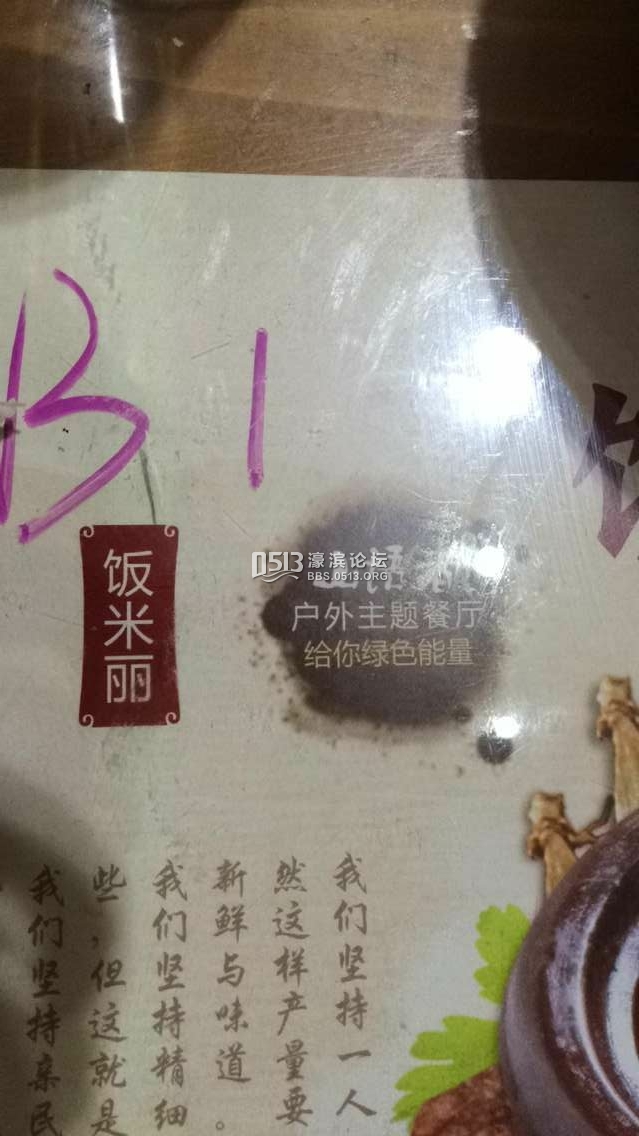 B 1
0513 濠滨论坛
BBS.0513.ORG
饭米丽
户外主题餐厅
给你绿色能量
我们坚持一人
然这样产量要
新鲜与味道。
我们坚持精细。
些，但这就是
我们坚持亲民